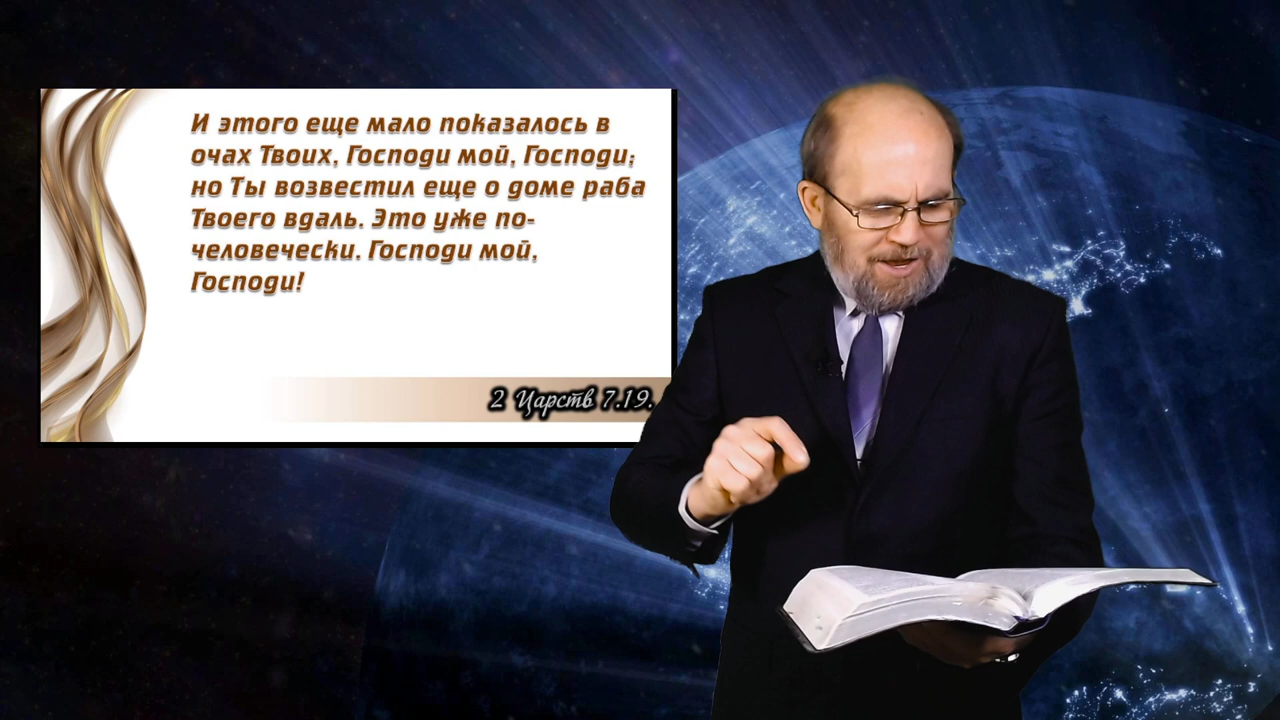 И этого еще мало показалось в
очах Твоих, Господи мой, Господи;
но Ты возвестил еще о доме раба
Твоего вдаль. Это уже по-
человечески. Господи мой,
Господи!
2 Царств 7.19.